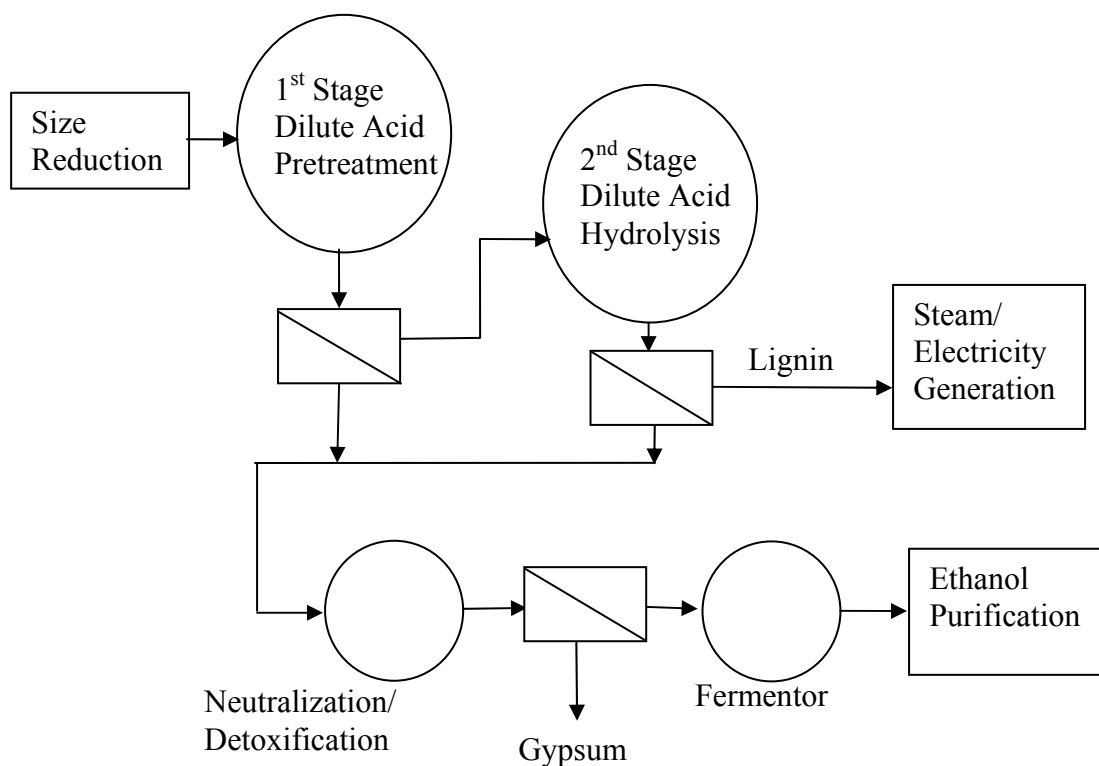 Size
Reduction
1st Stage
Dilute Acid
Pretreatment
2nd Stage
Dilute Acid
Hydrolysis
Lignin
Steam/
Electricity
Generation
Neutralization/
Detoxification
Gypsum
Fermentor
Ethanol
Purification